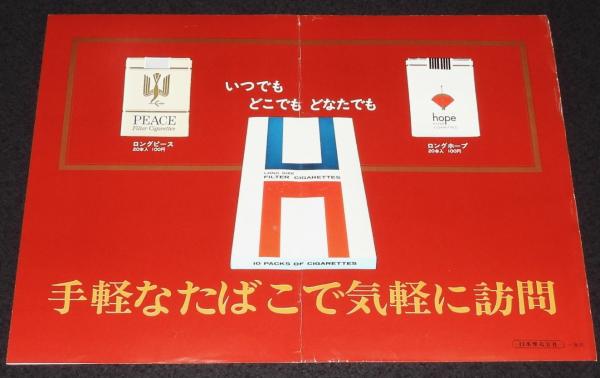 いつでも
どこでも どなたでも
PEACE
Filter Cigarettes
ロングピース
20本入 100円
hope
ロングホープ
20本入 100円
LONG SIZE
FILTER CIGARETTES
10 PACKS OF CIGARETTES
手軽なたばこで気軽に訪問
日本専売公社